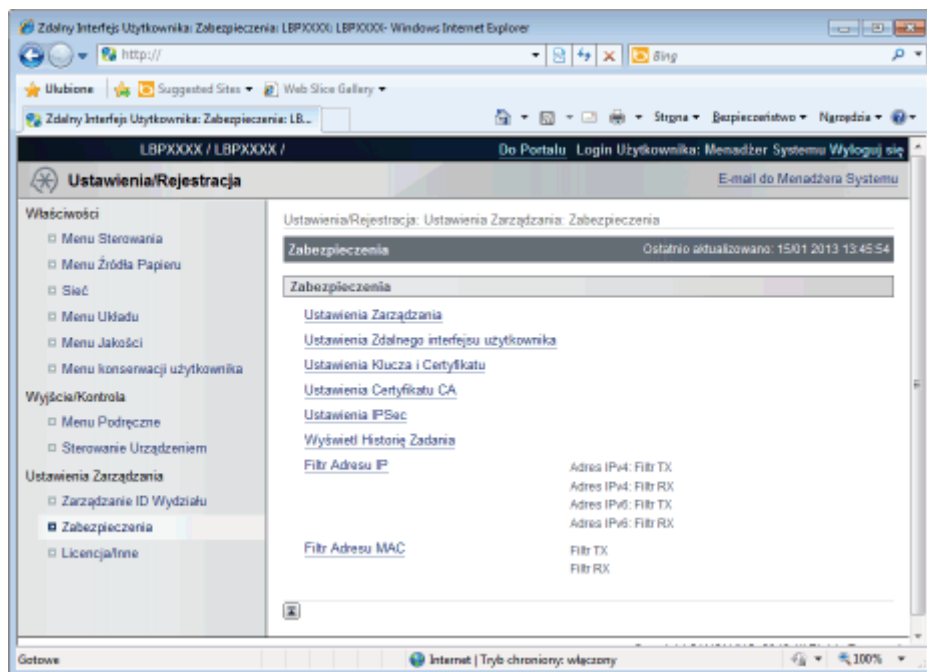 Zdalny Interfejs Użytkownika: Zabezpieczenia: LBPXXXX: LBPXXXX- Windows Internet Explorer
http://
Bing
Ulubione Suggested Sites Web Slice Gallery
Zdalny Interfejs Użytkownika: Zabezpieczenia: LB... Strona Bezpieczeństwo Narzędzia
LBPXXXX / LBPXXXX / Do Portalu Login Użytkownika: Menadżer Systemu Wyloguj się
Ustawienia/Rejestracja E-mail do Menadżera Systemu
Właściwości
Menu Sterowania
Menu Źródła Papieru
Sieć
Menu Układu
Menu Jakości
Menu konserwacji użytkownika
Wyjście/Kontrola
Menu Podręczne
Sterowanie Urządzeniem
Ustawienia Zarządzania
Zarządzanie ID Wydziału
Zabezpieczenia
Licencja/Inne
Ustawienia/Rejestracja: Ustawienia Zarządzania: Zabezpieczenia
Zabezpieczenia Ostatnio aktualizowano: 15/01 2013 13:45:54
Zabezpieczenia
Ustawienia Zarządzania
Ustawienia Zdalnego interfejsu użytkownika
Ustawienia Klucza i Certyfikatu
Ustawienia Certyfikatu CA
Ustawienia IPSec
Wyświetl Historię Zadania
Filtr Adresu IP Adres IPv4: Filtr TX
Adres IPv4: Filtr RX
Adres IPv6: Filtr TX
Adres IPv6: Filtr RX
Filtr Adresu MAC Filtr TX
Filtr RX
Gotowe Internet | Tryb chroniony: włączony 100%